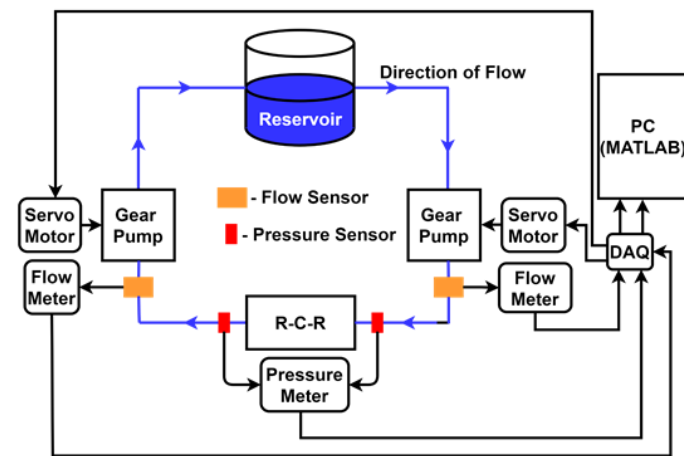 Direction of Flow
Reservoir
PC
(MATLAB)
Servo
Motor
Gear
Pump
- Flow Sensor
- Pressure Sensor
Gear
Pump
Servo
Motor
DAQ
Flow
Meter
Flow
Meter
R-C-R
Pressure
Meter